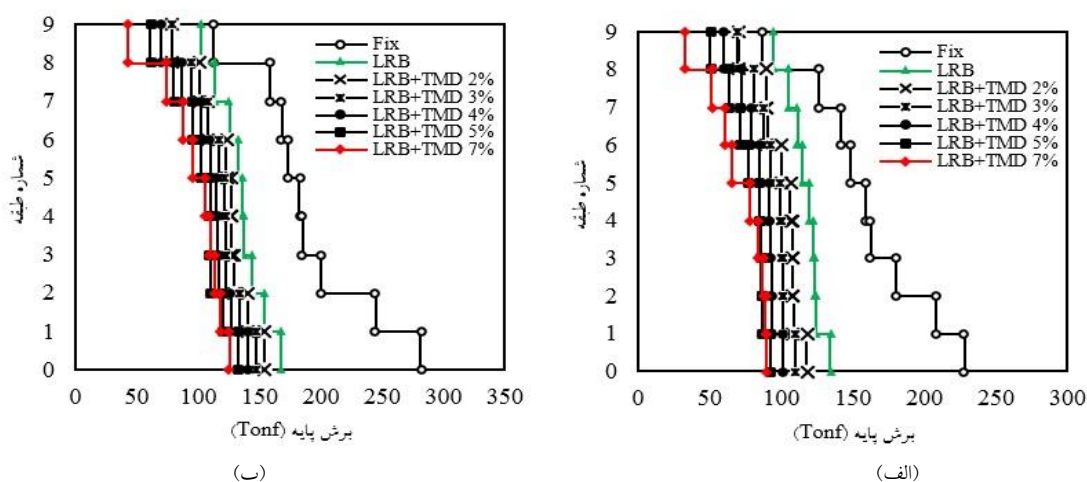 9
8
7
6
5
4
3
2
1
0
شماره طبقه
Fix
LRB
LRB+TMD 2%
LRB+TMD 3%
LRB+TMD 4%
LRB+TMD 5%
LRB+TMD 7%
0 50 100 150 200 250 300
برش پایه (Tonf)
(الف)
9
8
7
6
5
4
3
2
1
0
شماره طبقه
Fix
LRB
LRB+TMD 2%
LRB+TMD 3%
LRB+TMD 4%
LRB+TMD 5%
LRB+TMD 7%
0 50 100 150 200 250 300 350
برش پایه (Tonf)
(ب)